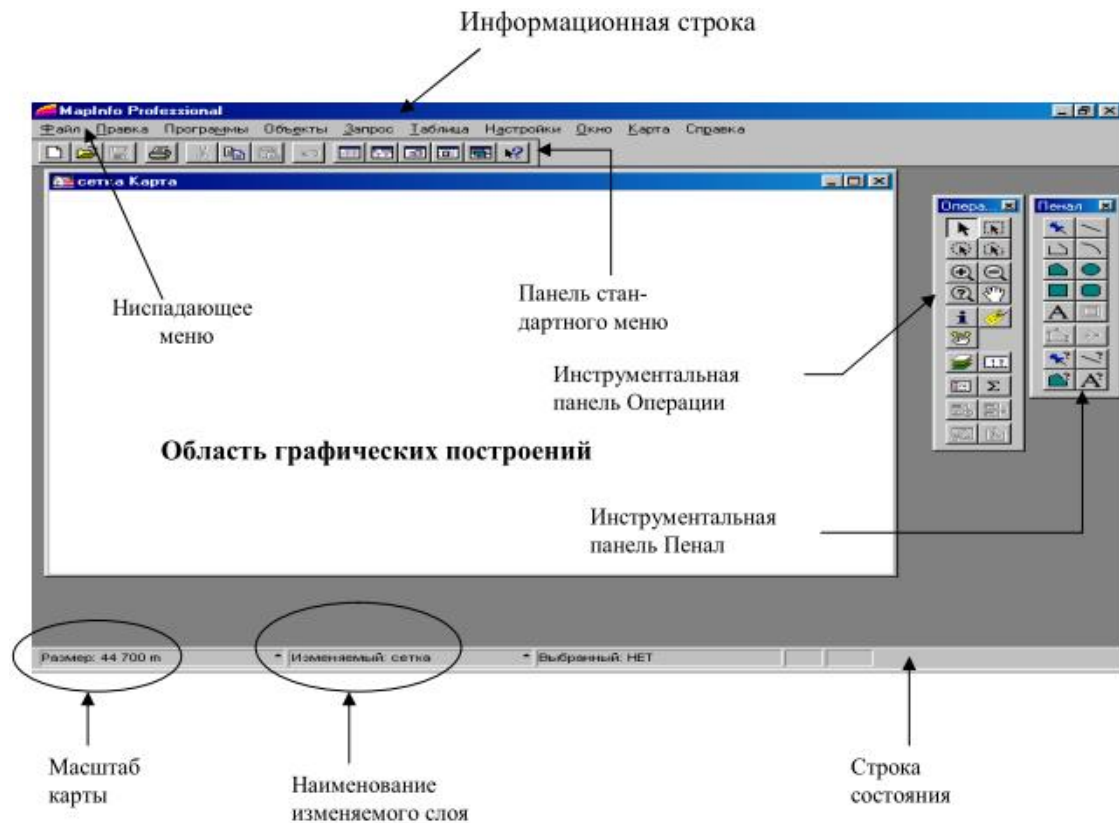 Информационная строка
MapInfo Professional
Файл Правка Программы Объекты Запрос Таблица Настройки Окно Карта Справка
сетка Карта
Опера...
Пенал
Ниспадающее
меню
Панель стан-
дартного меню
Инструментальная
панель Операции
Область графических построений
Инструментальная
панель Пенал
Размер: 44 700 m
Изменяемый: сетка
Выбранный: НЕТ
Масштаб
карты
Наименование
изменяемого слоя
Строка
состояния